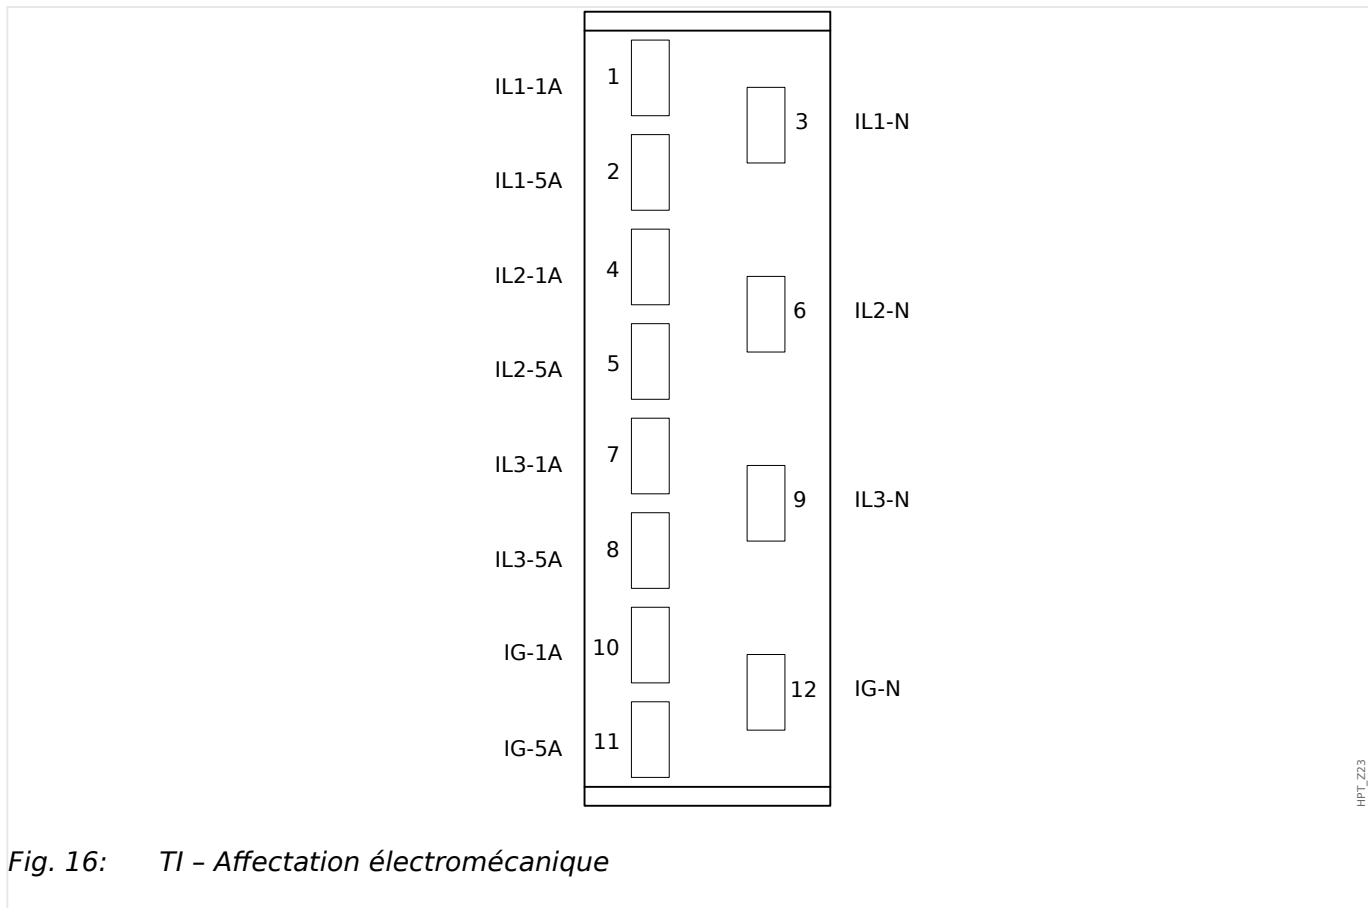 IL1-1A 1
3 IL1-N
IL1-5A 2
IL2-1A 4
6 IL2-N
IL2-5A 5
IL3-1A 7
9 IL3-N
IL3-5A 8
IG-1A 10
12 IG-N
IG-5A 11
HPT_Z23
Fig. 16: TI – Affectation électromécanique